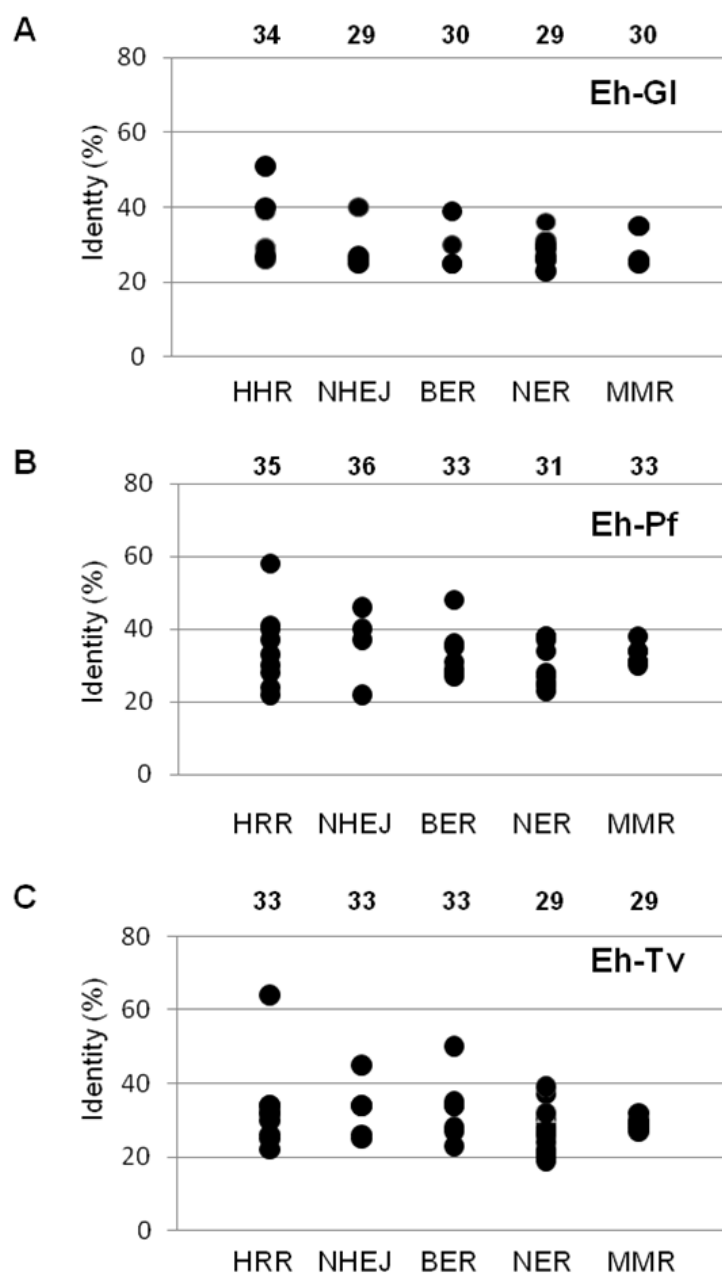 A
34 29 30 29 30
80
Eh-Gl
60
Identty (%)
40
20
0
HHR NHEJ BER NER MMR
B
35 36 33 31 33
80
Eh-Pf
60
Identity (%)
40
20
0
HRR NHEJ BER NER MMR
C
33 33 33 29 29
80
Eh-Tv
60
Identity (%)
40
20
0
HRR NHEJ BER NER MMR